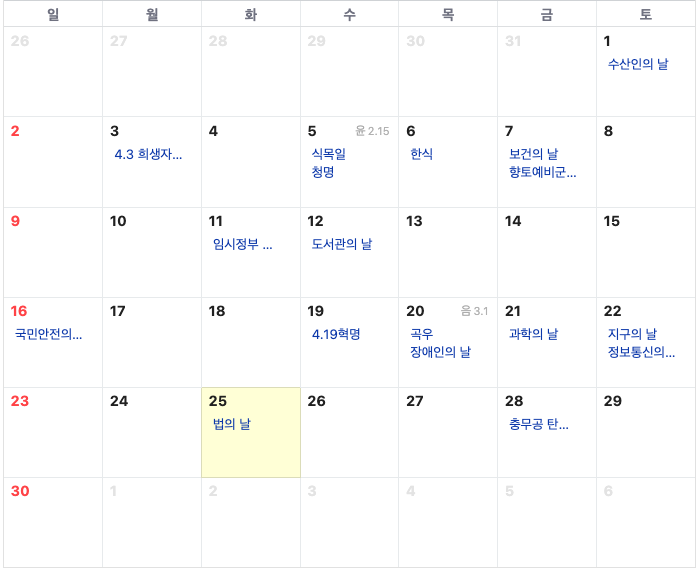 일 월 화 수 목 금 토
26 27 28 29 30 31 1
수산인의 날
2 3 4 5 윤 2.15 6 7 8
4.3 희생자... 식목일 한식 보건의 날
청명 향토예비군...
9 10 11 12 13 14 15
임시정부 ... 도서관의 날
16 17 18 19 20 음 3.1 21 22
국민안전의... 4.19혁명 곡우 과학의 날 지구의 날
장애인의 날 정보통신의...
23 24 25 26 27 28 29
법의 날 충무공 탄...
30 1 2 3 4 5 6